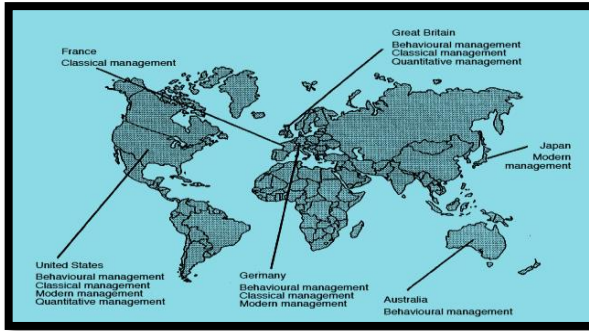 Great Britain
Behavioural management
Classical management
Quantitative management
France
Classical management
Japan
Modern
management
United States
Behavioural management
Classical management
Modern management
Quantitative management
Germany
Behavioural management
Classical management
Modern management
Australia
Behavioural management